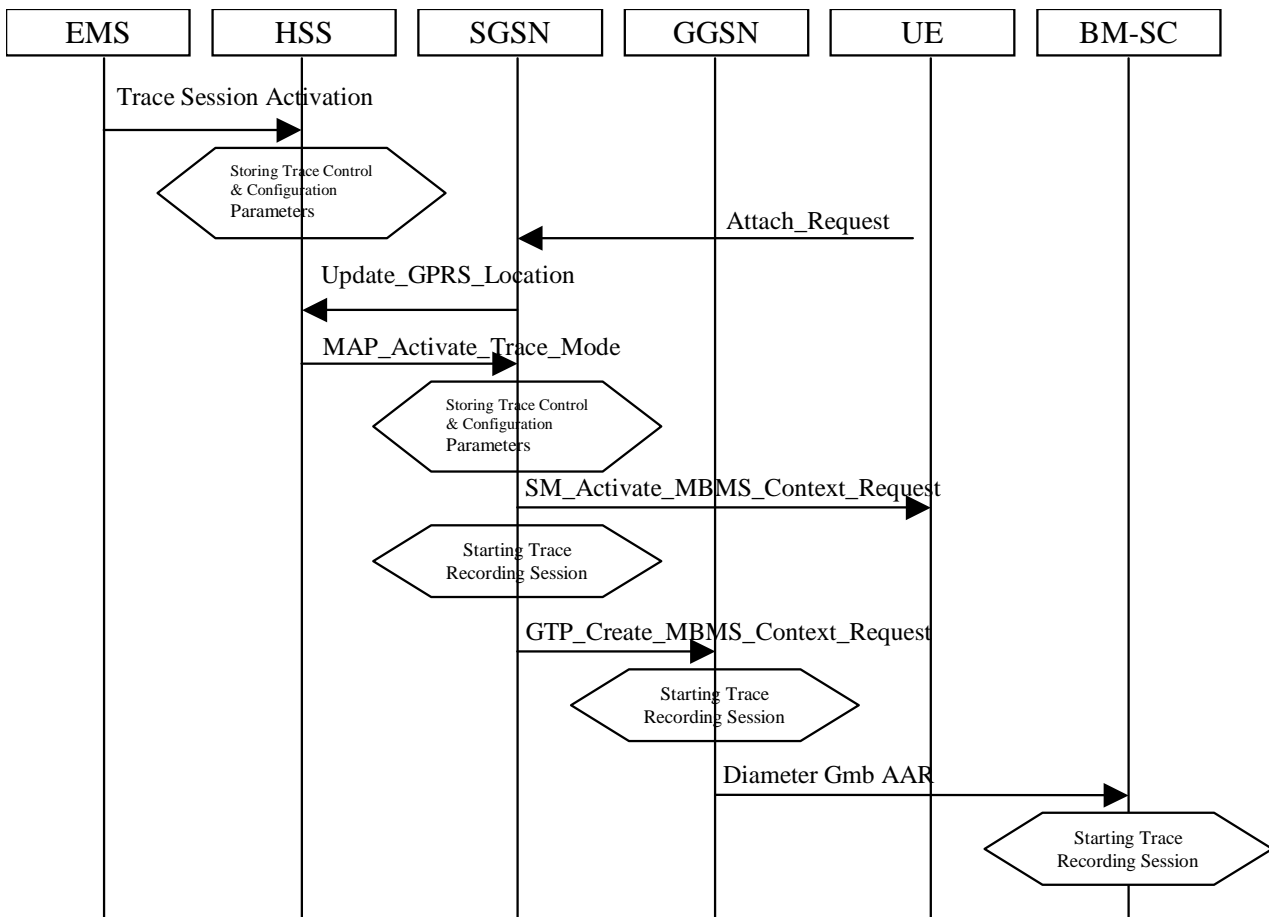 EMS
HSS
SGSN
GGSN
UE
BM-SC
Trace Session Activation
Storing Trace Control
& Configuration
Parameters
Attach_Request
Update_GPRS_Location
MAP_Activate_Trace_Mode
Storing Trace Control
& Configuration
Parameters
SM_Activate_MBMS_Context_Request
Starting Trace
Recording Session
GTP_Create_MBMS_Context_Request
Starting Trace
Recording Session
Diameter Gmb AAR
Starting Trace
Recording Session